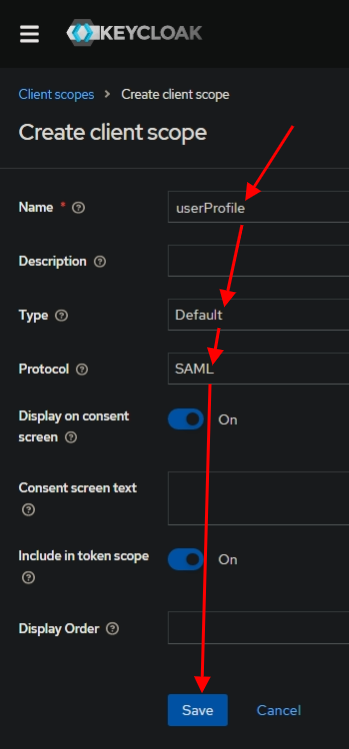 KEYCLOAK
Client scopes > Create client scope
Create client scope
Name * userProfile
Description
Type Default
Protocol SAML
Display on consent
screen On
Consent screen text
Include in token scope On
Display Order
Save Cancel